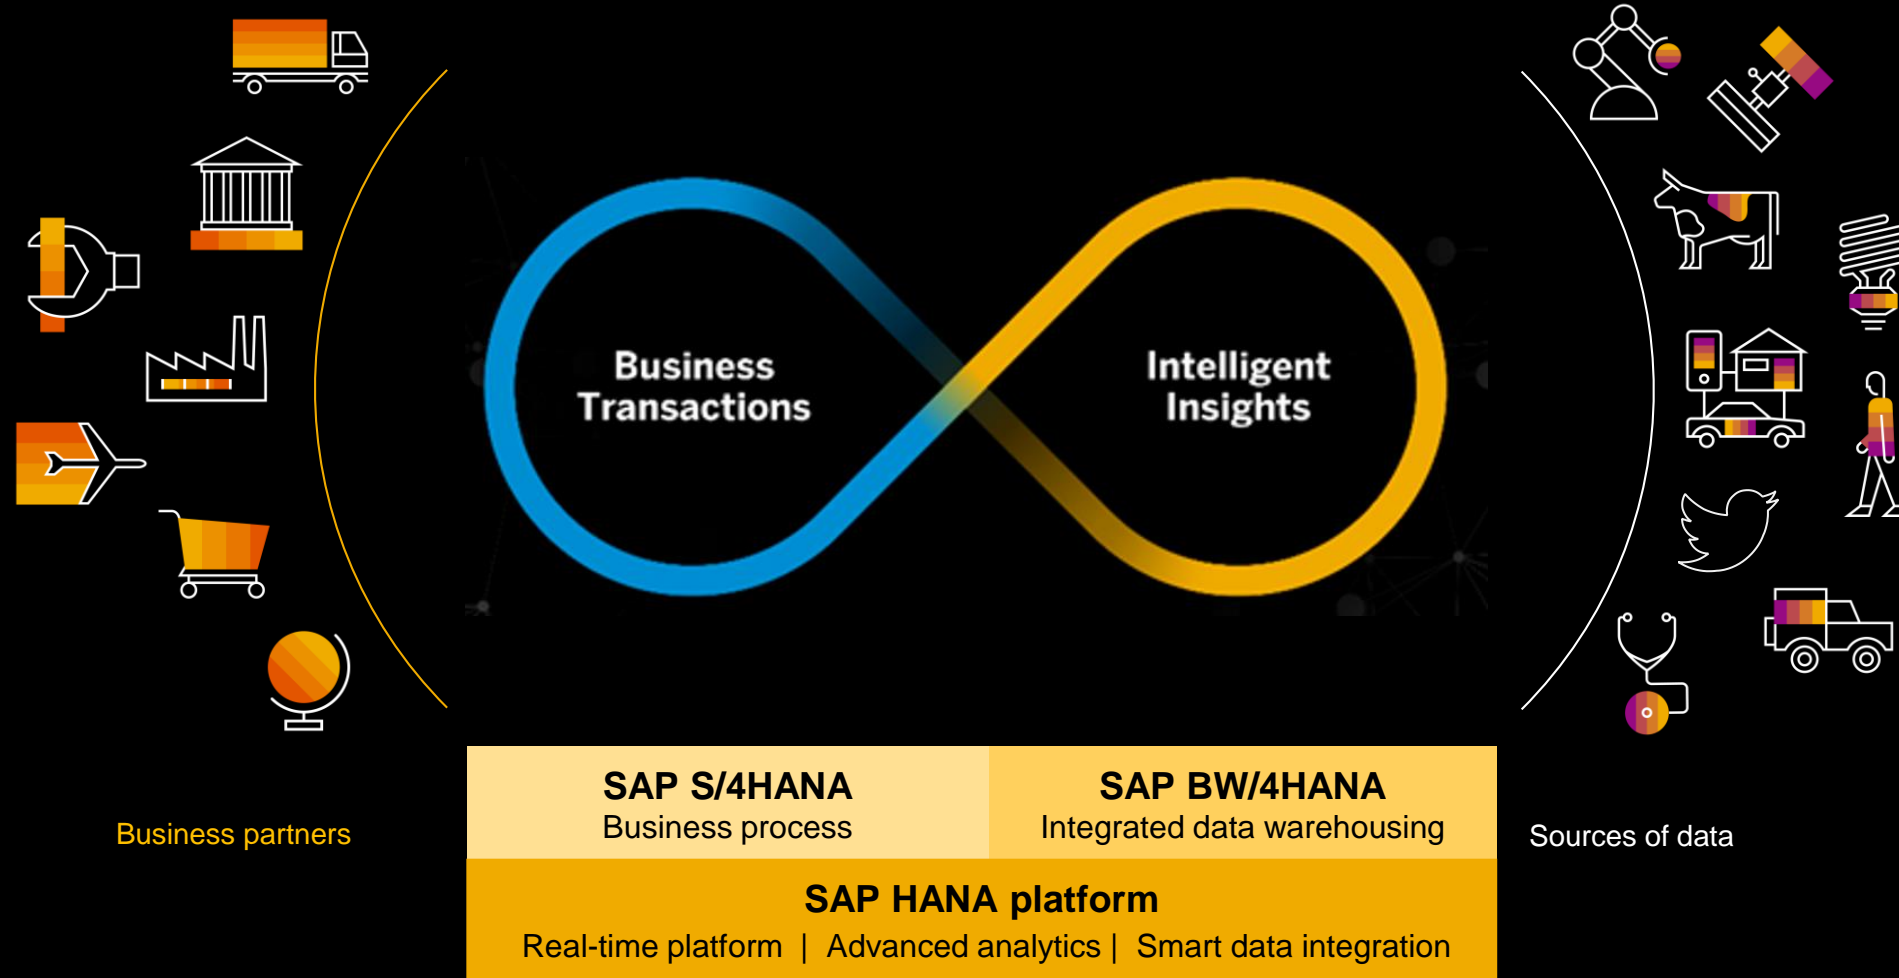 Business
Transactions
Intelligent
Insights
SAP S/4HANA
Business process
SAP BW/4HANA
Integrated data warehousing
Business partners
Sources of data
SAP HANA platform
Real-time platform | Advanced analytics | Smart data integration